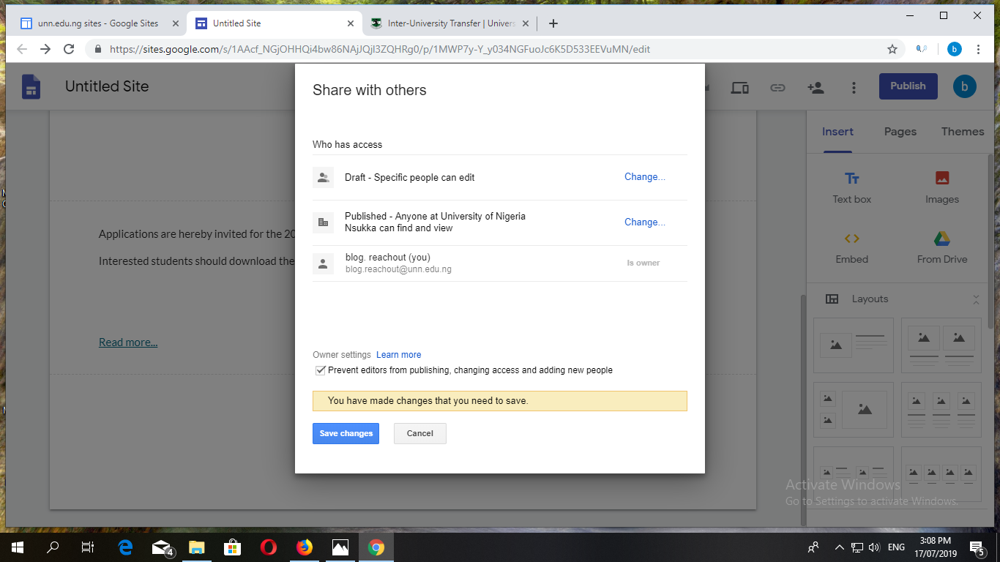 unn.edu.ng sites - Google Sites
Untitled Site
Inter-University Transfer | Univers
https://sites.google.com/s/1AAcf_NGjOHHQi4bw86NAjJQjI3ZQHRg0/p/1MWP7y-Y_y034NGFuoJc6K5D533EEVuMN/edit
b
Untitled Site
Publish
b
Share with others
Who has access
Draft - Specific people can edit
Change...
Published - Anyone at University of Nigeria
Nsukka can find and view
Change...
blog. reachout (you)
blog.reachout@unn.edu.ng
Is owner
Owner settings Learn more
Prevent editors from publishing, changing access and adding new people
You have made changes that you need to save.
Save changes
Cancel
Applications are hereby invited for the 20
Interested students should download the
Read more...
Insert
Pages
Themes
Text box
Images
Embed
From Drive
Layouts
Activate Windows
Go to Settings to activate Windows.
4
ENG
3:08 PM
17/07/2019
5